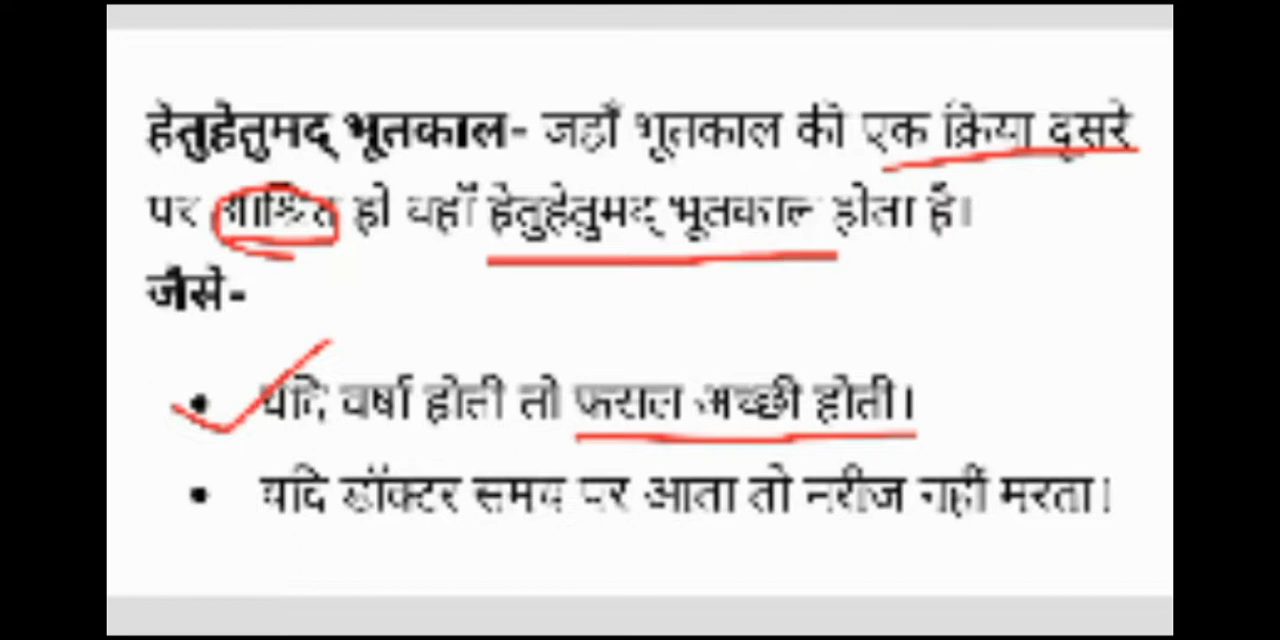 हेतुहेतुमद् भूतकाल- जहाँ भूतकाल की एक क्रिया दूसरे
पर आश्रित हो वहाँ हेतुहेतुमद् भूतकाल होता है।
जैसे-
• यदि वर्षा होती तो फसल अच्छी होती।
• यदि डॉक्टर समय पर आता तो मरीज नहीं मरता।